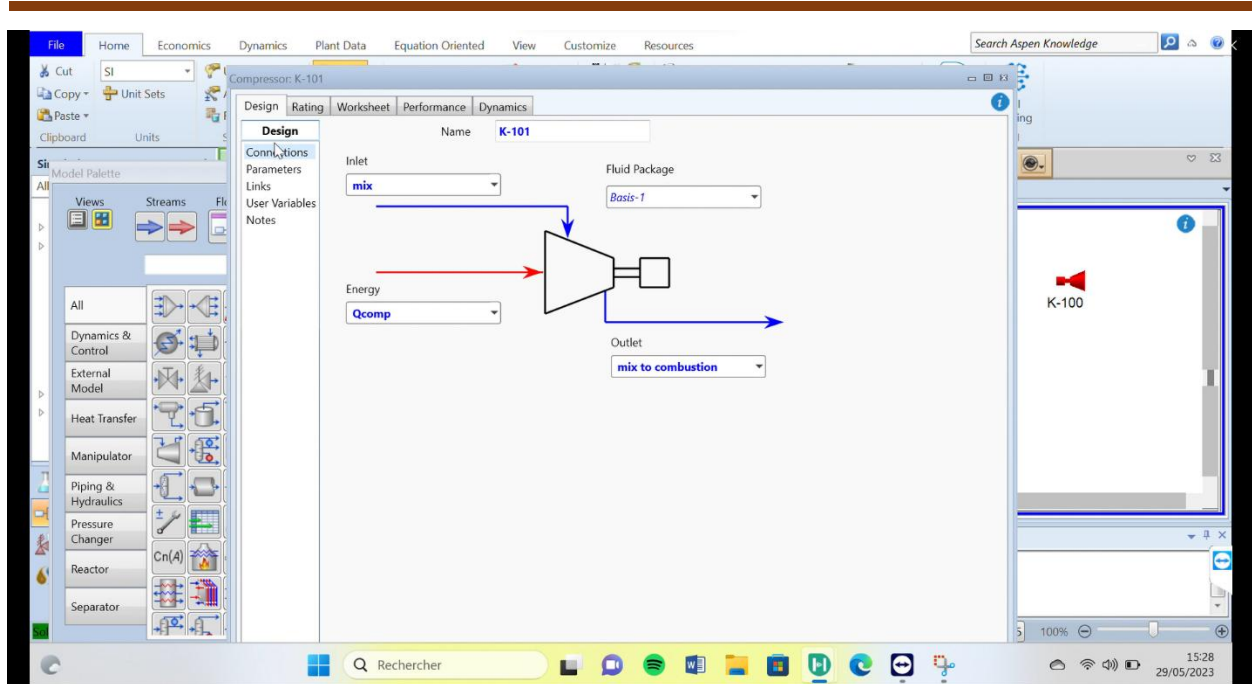 File Home Economics Dynamics Plant Data Equation Oriented View Customize Resources Search Aspen Knowledge
Cut SI
Copy Unit Sets
Paste
Clipboard Units
Compressor: K-101
Design Rating Worksheet Performance Dynamics
Design
Connections
Parameters
Links
User Variables
Notes
Name K-101
Inlet
mix
Fluid Package
Basis-1
Energy
Qcomp
Outlet
mix to combustion
ing
Model Palette
All
Views Streams Fl
All
Dynamics &
Control
External
Model
Heat Transfer
Manipulator
Piping &
Hydraulics
Pressure
Changer
Reactor
Separator
Cn(A)
K-100
100%
Rechercher
15:28
29/05/2023